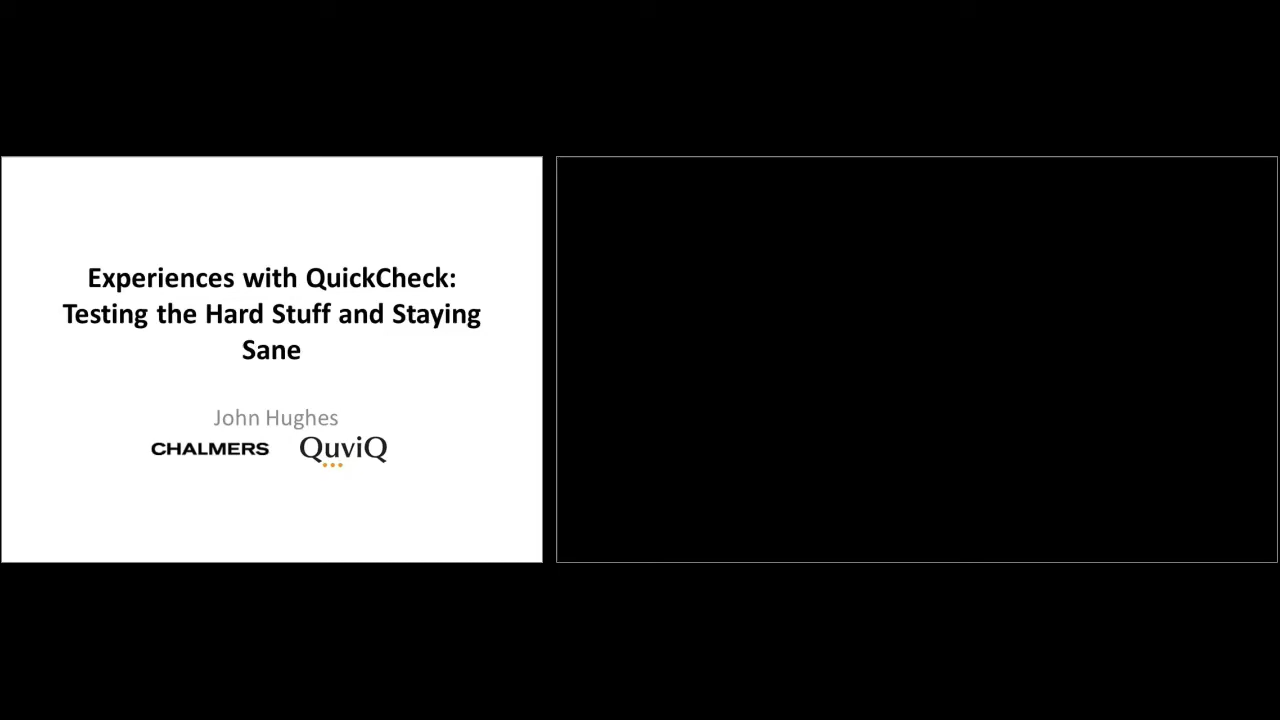 Experiences with QuickCheck:
Testing the Hard Stuff and Staying
Sane
John Hughes
CHALMERS QuviQ